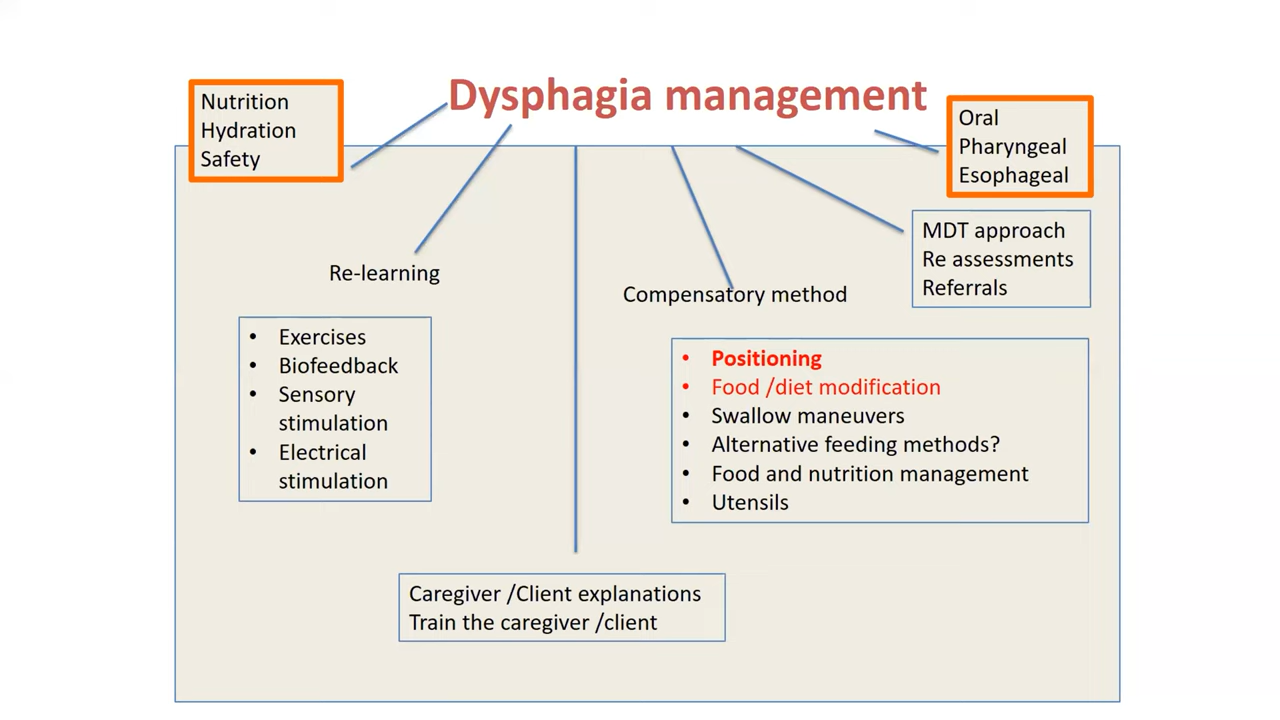 Dysphagia management
Nutrition
Hydration
Safety
Oral
Pharyngeal
Esophageal
MDT approach
Re assessments
Referrals
Re-learning
• Exercises
• Biofeedback
• Sensory
stimulation
• Electrical
stimulation
Compensatory method
• Positioning
• Food /diet modification
• Swallow maneuvers
• Alternative feeding methods?
• Food and nutrition management
• Utensils
Caregiver /Client explanations
Train the caregiver /client